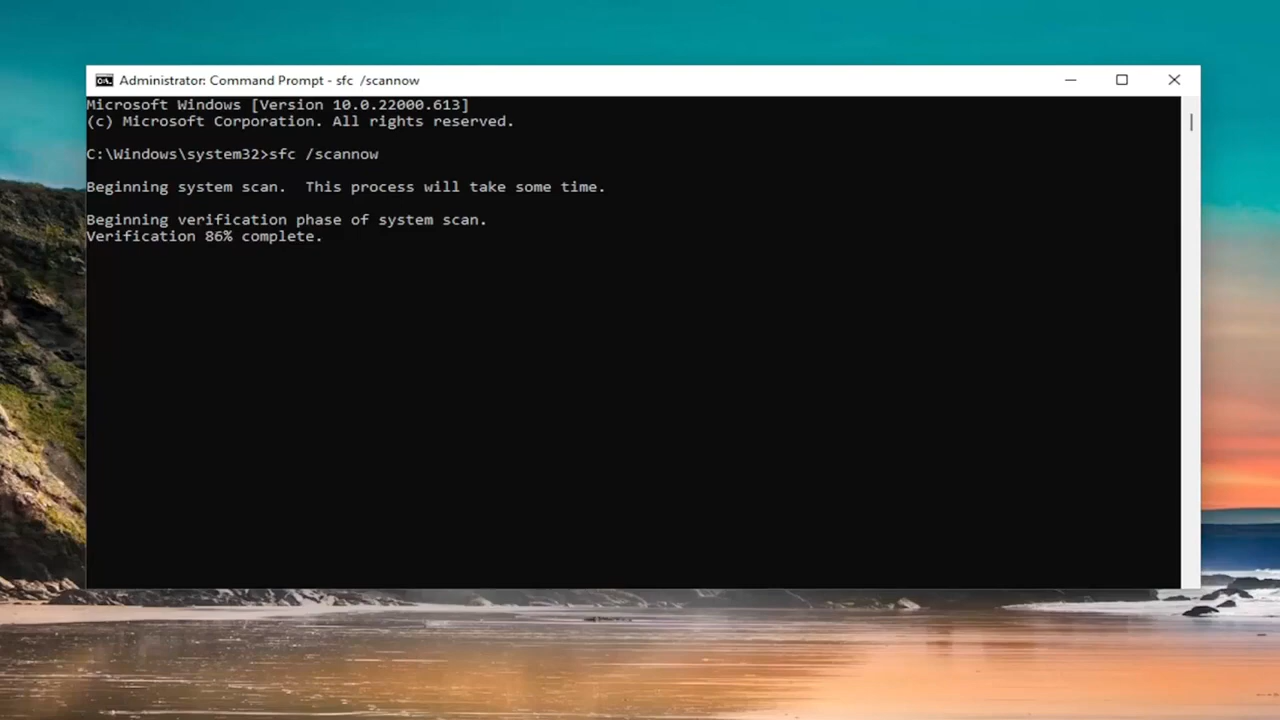 Administrator: Command Prompt - sfc  /scannow
Microsoft Windows [Version 10.0.22000.613]
(c) Microsoft Corporation. All rights reserved.
C:\Windows\system32>sfc /scannow
Beginning system scan.  This process will take some time.
Beginning verification phase of system scan.
Verification 86% complete.